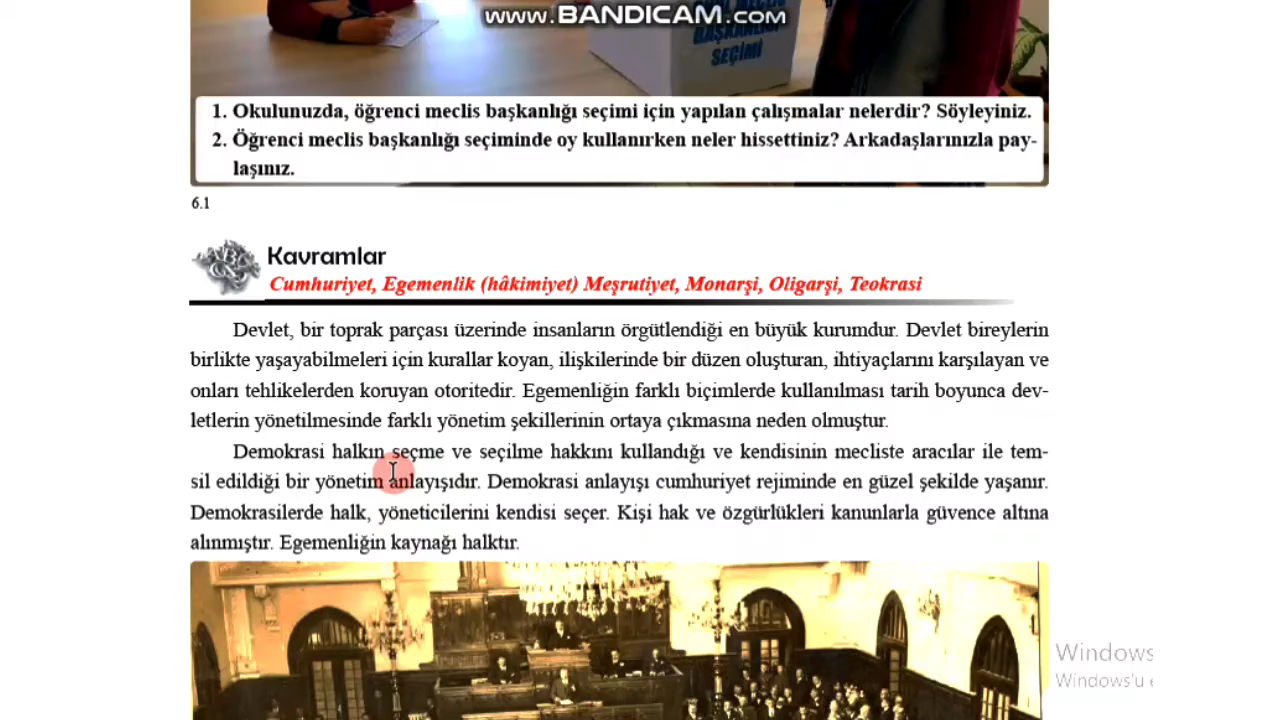 www.BANDICAM.com
MECLİS
BAŞKANLIK
SEÇİMİ
1. Okulunuzda, öğrenci meclis başkanlığı seçimi için yapılan çalışmalar nelerdir? Söyleyiniz.
2. Öğrenci meclis başkanlığı seçiminde oy kullanırken neler hissettiniz? Arkadaşlarınızla pay-
laşınız.
6.1
Kavramlar
Cumhuriyet, Egemenlik (hâkimiyet) Meşrutiyet, Monarşi, Oligarşi, Teokrasi
Devlet, bir toprak parçası üzerinde insanların örgütlendiği en büyük kurumdur. Devlet bireylerin
birlikte yaşayabilmeleri için kurallar koyan, ilişkilerinde bir düzen oluşturan, ihtiyaçlarını karşılayan ve
onları tehlikelerden koruyan otoritedir. Egemenliğin farklı biçimlerde kullanılması tarih boyunca dev-
letlerin yönetilmesinde farklı yönetim şekillerinin ortaya çıkmasına neden olmuştur.
Demokrasi halkın seçme ve seçilme hakkını kullandığı ve kendisinin mecliste aracılar ile tem-
sil edildiği bir yönetim anlayışıdır. Demokrasi anlayışı cumhuriyet rejiminde en güzel şekilde yaşanır.
Demokrasilerde halk, yöneticilerini kendisi seçer. Kişi hak ve özgürlükleri kanunlarla güvence altına
alınmıştır. Egemenliğin kaynağı halktır.
Windows
Windows'u e